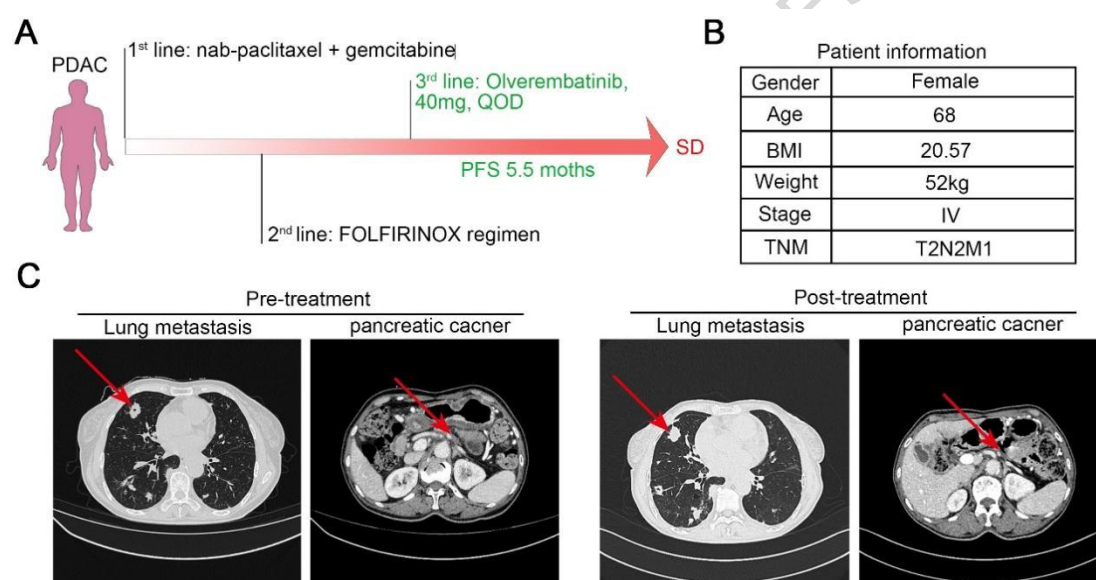 A
PDAC
1st line: nab-paclitaxel + gemcitabine
3rd line: Olverembatinib,
40mg, QOD
SD
PFS 5.5 moths
2nd line: FOLFIRINOX regimen
B
Patient information
Gender Female
Age 68
BMI 20.57
Weight 52kg
Stage IV
TNM T2N2M1
C
Pre-treatment
Lung metastasis pancreatic cacner
Post-treatment
Lung metastasis pancreatic cacner